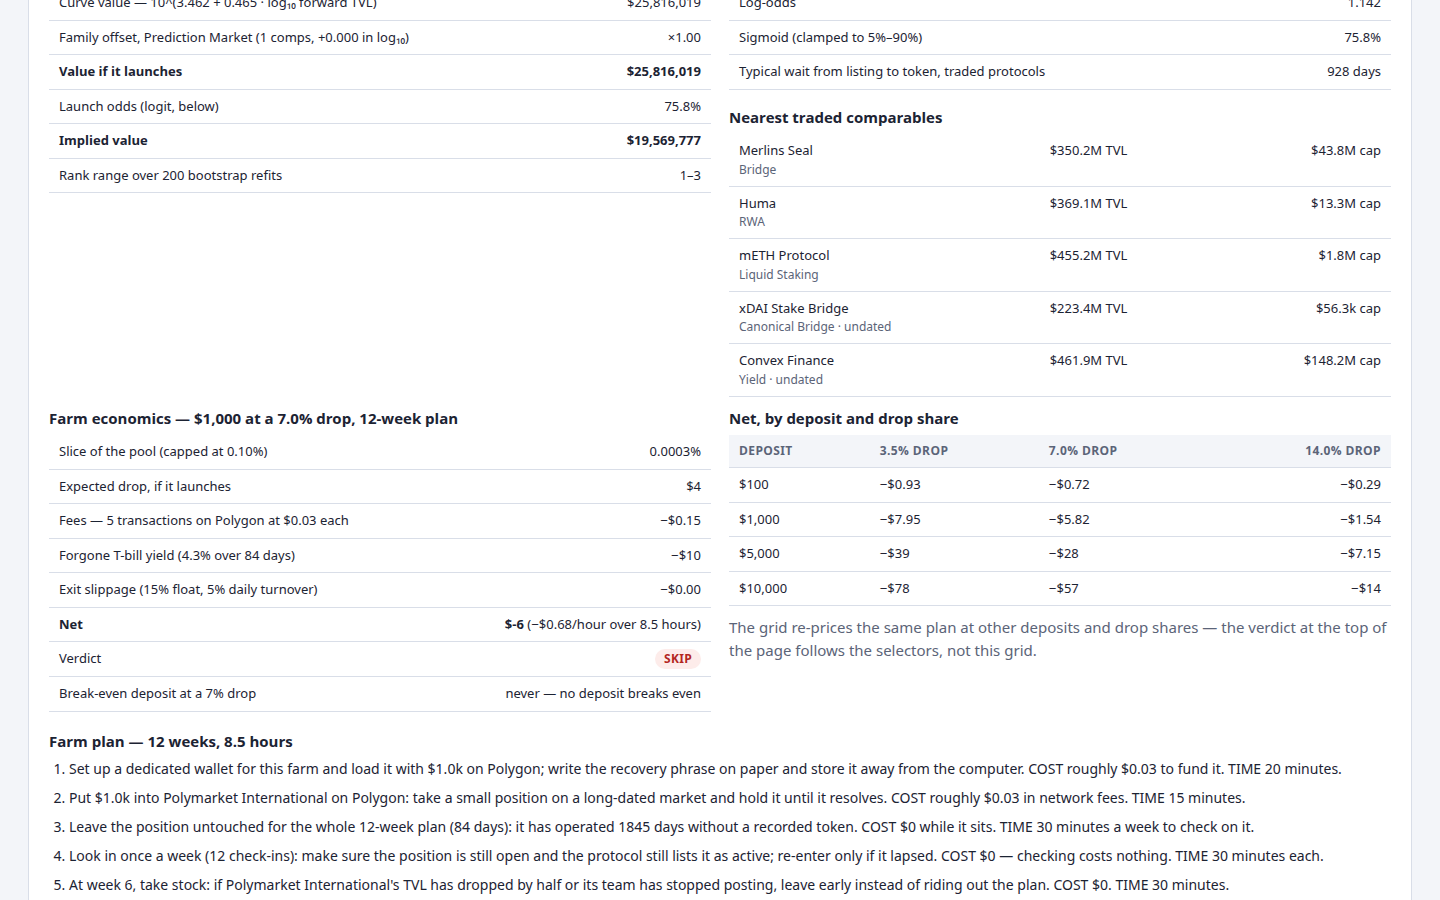 Curve value — 10^(3.462 + 0.465 · log₁₀ forward TVL) $25,816,019
Family offset, Prediction Market (1 comps, +0.000 in log₁₀) ×1.00
Value if it launches $25,816,019
Launch odds (logit, below) 75.8%
Implied value $19,569,777
Rank range over 200 bootstrap refits 1–3
Log-odds 1.142
Sigmoid (clamped to 5%–90%) 75.8%
Typical wait from listing to token, traded protocols 928 days
Nearest traded comparables
Merlins Seal $350.2M TVL $43.8M cap
Bridge
Huma $369.1M TVL $13.3M cap
RWA
mETH Protocol $455.2M TVL $1.8M cap
Liquid Staking
xDAI Stake Bridge $223.4M TVL $56.3k cap
Canonical Bridge · undated
Convex Finance $461.9M TVL $148.2M cap
Yield · undated
Farm economics — $1,000 at a 7.0% drop, 12-week plan
Slice of the pool (capped at 0.10%) 0.0003%
Expected drop, if it launches $4
Fees — 5 transactions on Polygon at $0.03 each −$0.15
Forgone T-bill yield (4.3% over 84 days) −$10
Exit slippage (15% float, 5% daily turnover) −$0.00
Net $-6 (−$0.68/hour over 8.5 hours)
Verdict SKIP
Break-even deposit at a 7% drop never — no deposit breaks even
Net, by deposit and drop share
DEPOSIT 3.5% DROP 7.0% DROP 14.0% DROP
$100 −$0.93 −$0.72 −$0.29
$1,000 −$7.95 −$5.82 −$1.54
$5,000 −$39 −$28 −$7.15
$10,000 −$78 −$57 −$14
The grid re-prices the same plan at other deposits and drop shares — the verdict at the top of
the page follows the selectors, not this grid.
Farm plan — 12 weeks, 8.5 hours
1. Set up a dedicated wallet for this farm and load it with $1.0k on Polygon; write the recovery phrase on paper and store it away from the computer. COST roughly $0.03 to fund it. TIME 20 minutes.
2. Put $1.0k into Polymarket International on Polygon: take a small position on a long-dated market and hold it until it resolves. COST roughly $0.03 in network fees. TIME 15 minutes.
3. Leave the position untouched for the whole 12-week plan (84 days): it has operated 1845 days without a recorded token. COST $0 while it sits. TIME 30 minutes a week to check on it.
4. Look in once a week (12 check-ins): make sure the position is still open and the protocol still lists it as active; re-enter only if it lapsed. COST $0 — checking costs nothing. TIME 30 minutes each.
5. At week 6, take stock: if Polymarket International's TVL has dropped by half or its team has stopped posting, leave early instead of riding out the plan. COST $0. TIME 30 minutes.